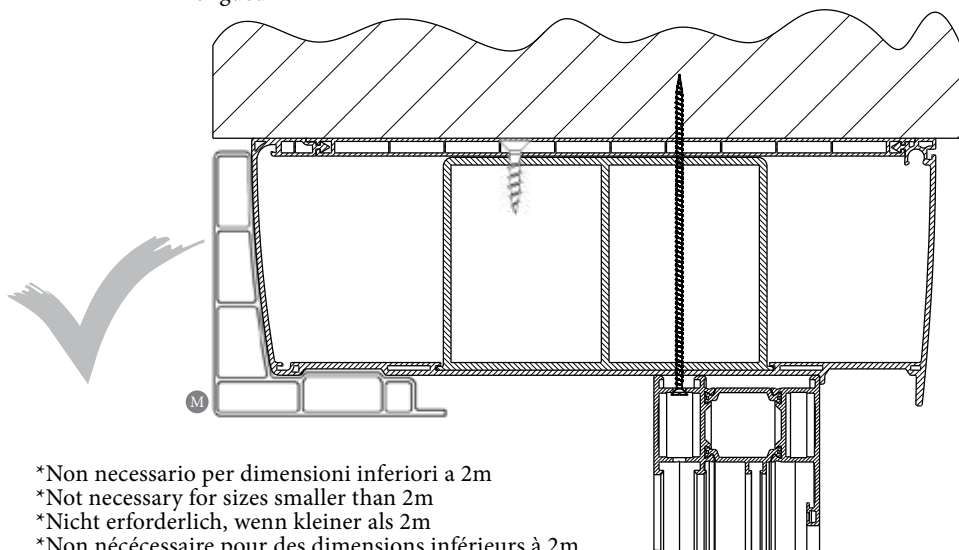 M
*Non necessario per dimensioni inferiori a 2m
*Not necessary for sizes smaller than 2m
*Nicht erforderlich, wenn kleiner als 2m
*Non nécécessaire pour des dimensions inférieurs à 2m